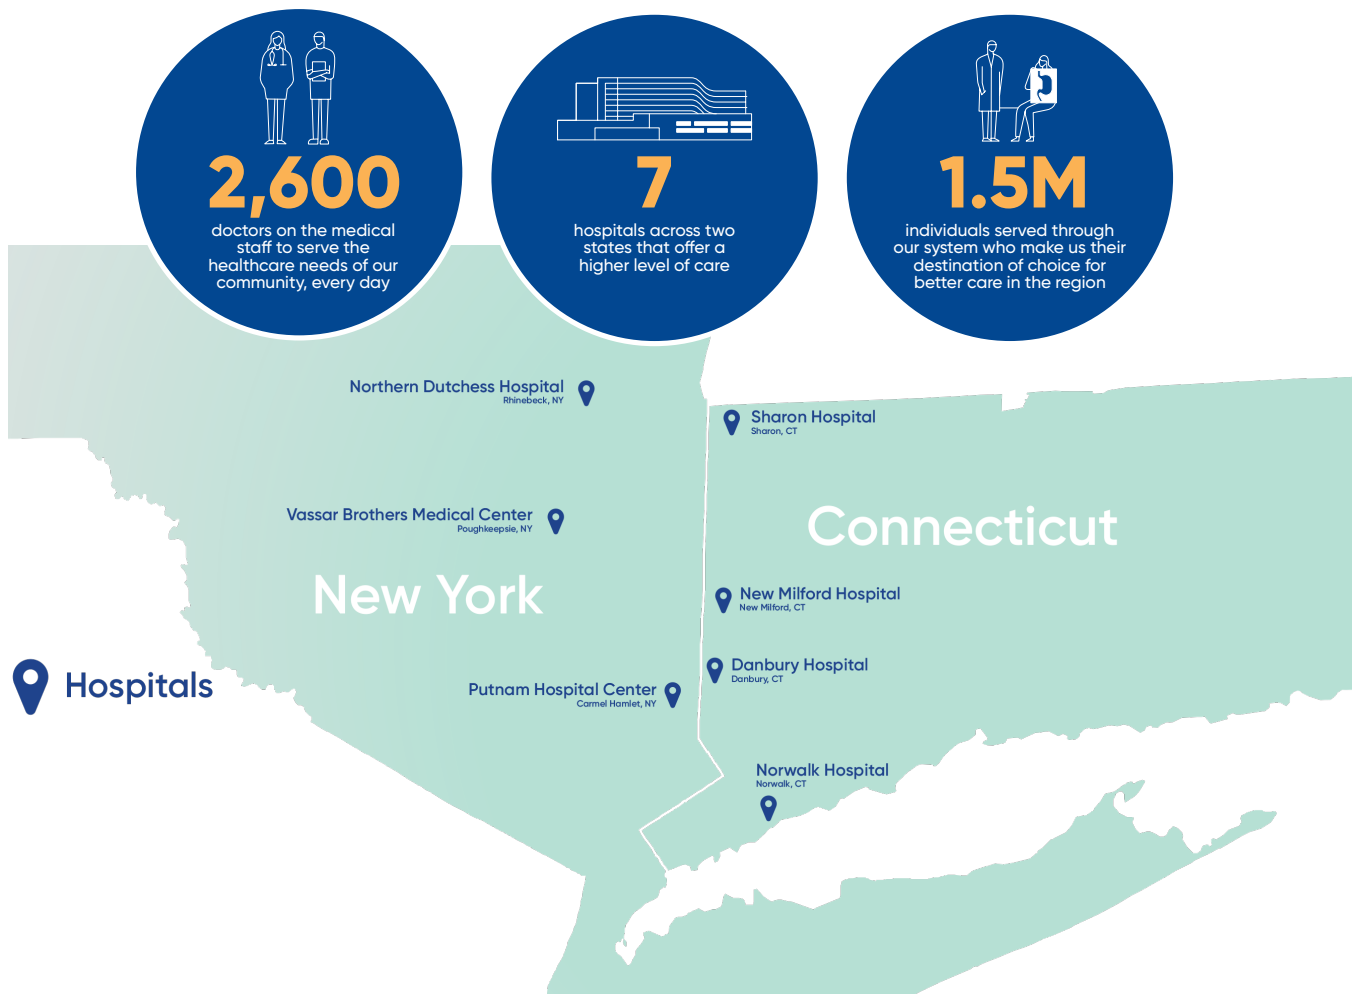 2,600
doctors on the medical
staff to serve the
healthcare needs of our
community, every day
7
hospitals across two
states that offer a
higher level of care
1.5M
individuals served through
our system who make us their
destination of choice for
better care in the region
Northern Dutchess Hospital
Rhinebeck, NY
Sharon Hospital
Sharon, CT
Vassar Brothers Medical Center
Poughkeepsie, NY
Connecticut
New York
New Milford Hospital
New Milford, CT
Danbury Hospital
Danbury, CT
Hospitals
Putnam Hospital Center
Carmel Hamlet, NY
Norwalk Hospital
Norwalk, CT